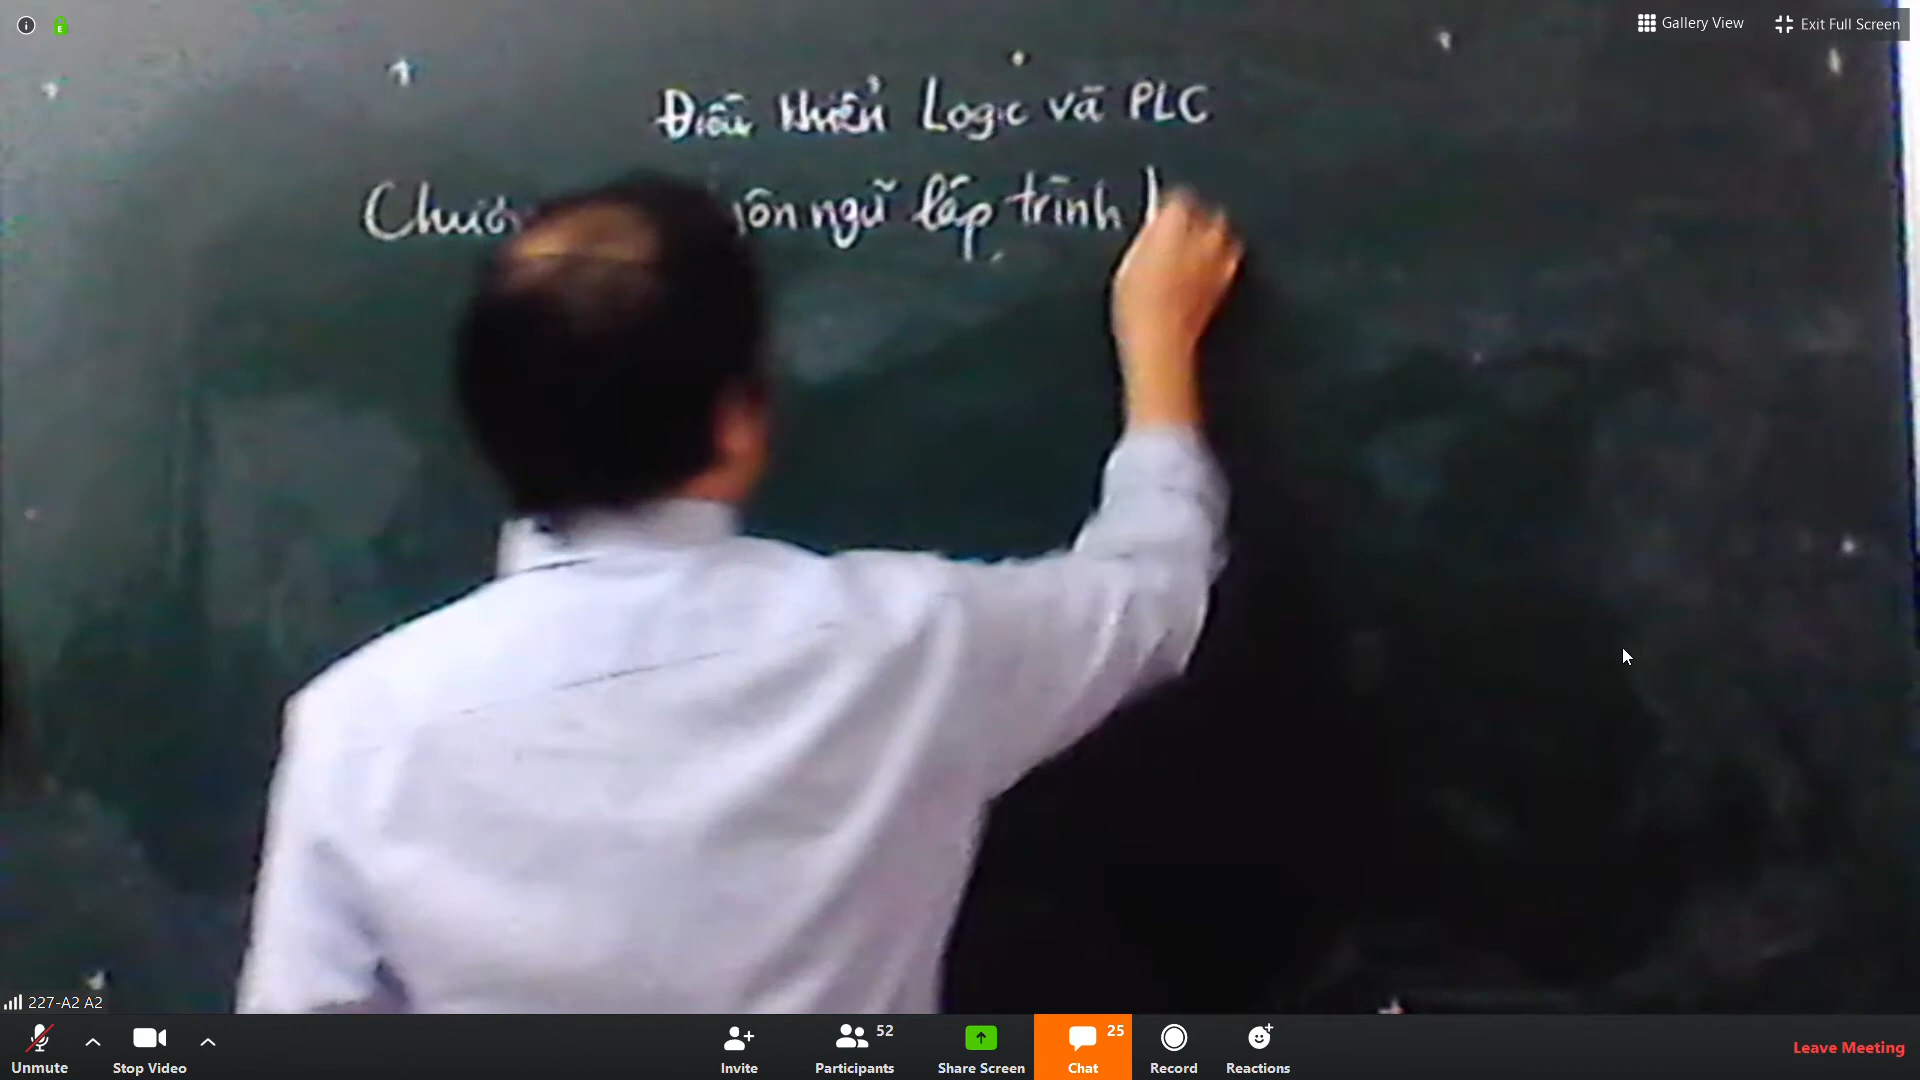 Gallery View
Exit Full Screen
Điều khiển Logic và PLC
ngữ lập trình
227-A2 A2
Unmute
Stop Video
Invite
52
Participants
Share Screen
25
Chat
Record
Reactions
Leave Meeting